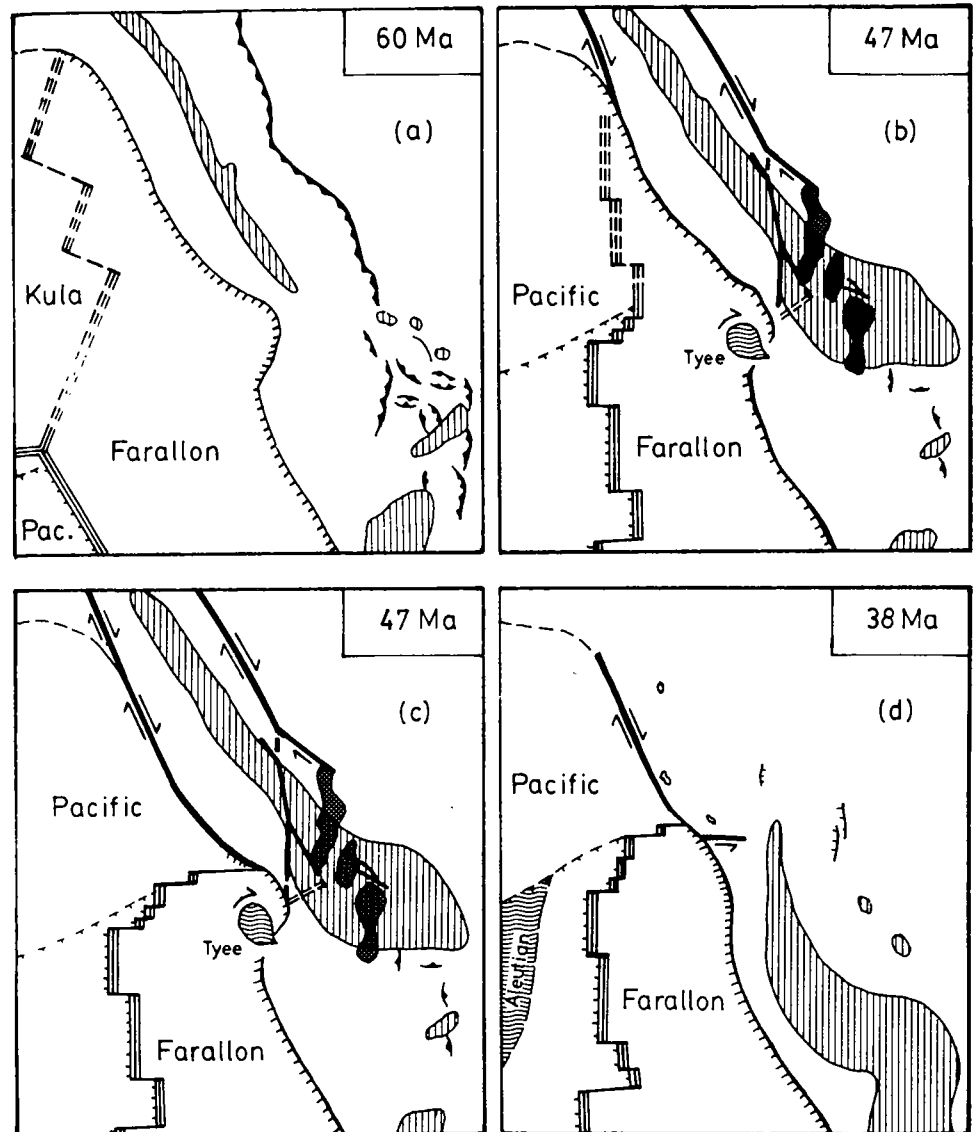 60 Ma
(a)
Kula
Farallon
Pac.
47 Ma
(b)
Pacific
Tyee
Farallon
47 Ma
(c)
Pacific
Tyee
Farallon
38 Ma
(d)
Pacific
Aleutian
Farallon